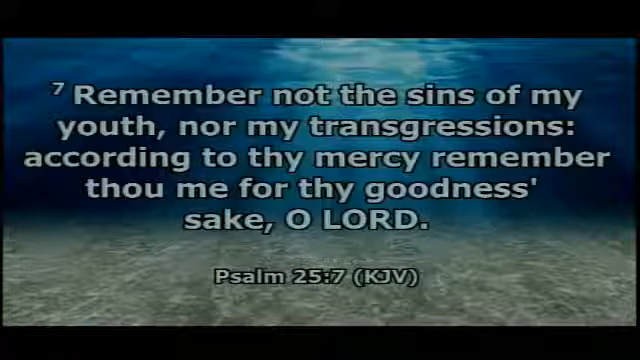 7 Remember not the sins of my
youth, nor my transgressions:
according to thy mercy remember
thou me for thy goodness'
sake, O LORD.
Psalm 25:7 (KJV)